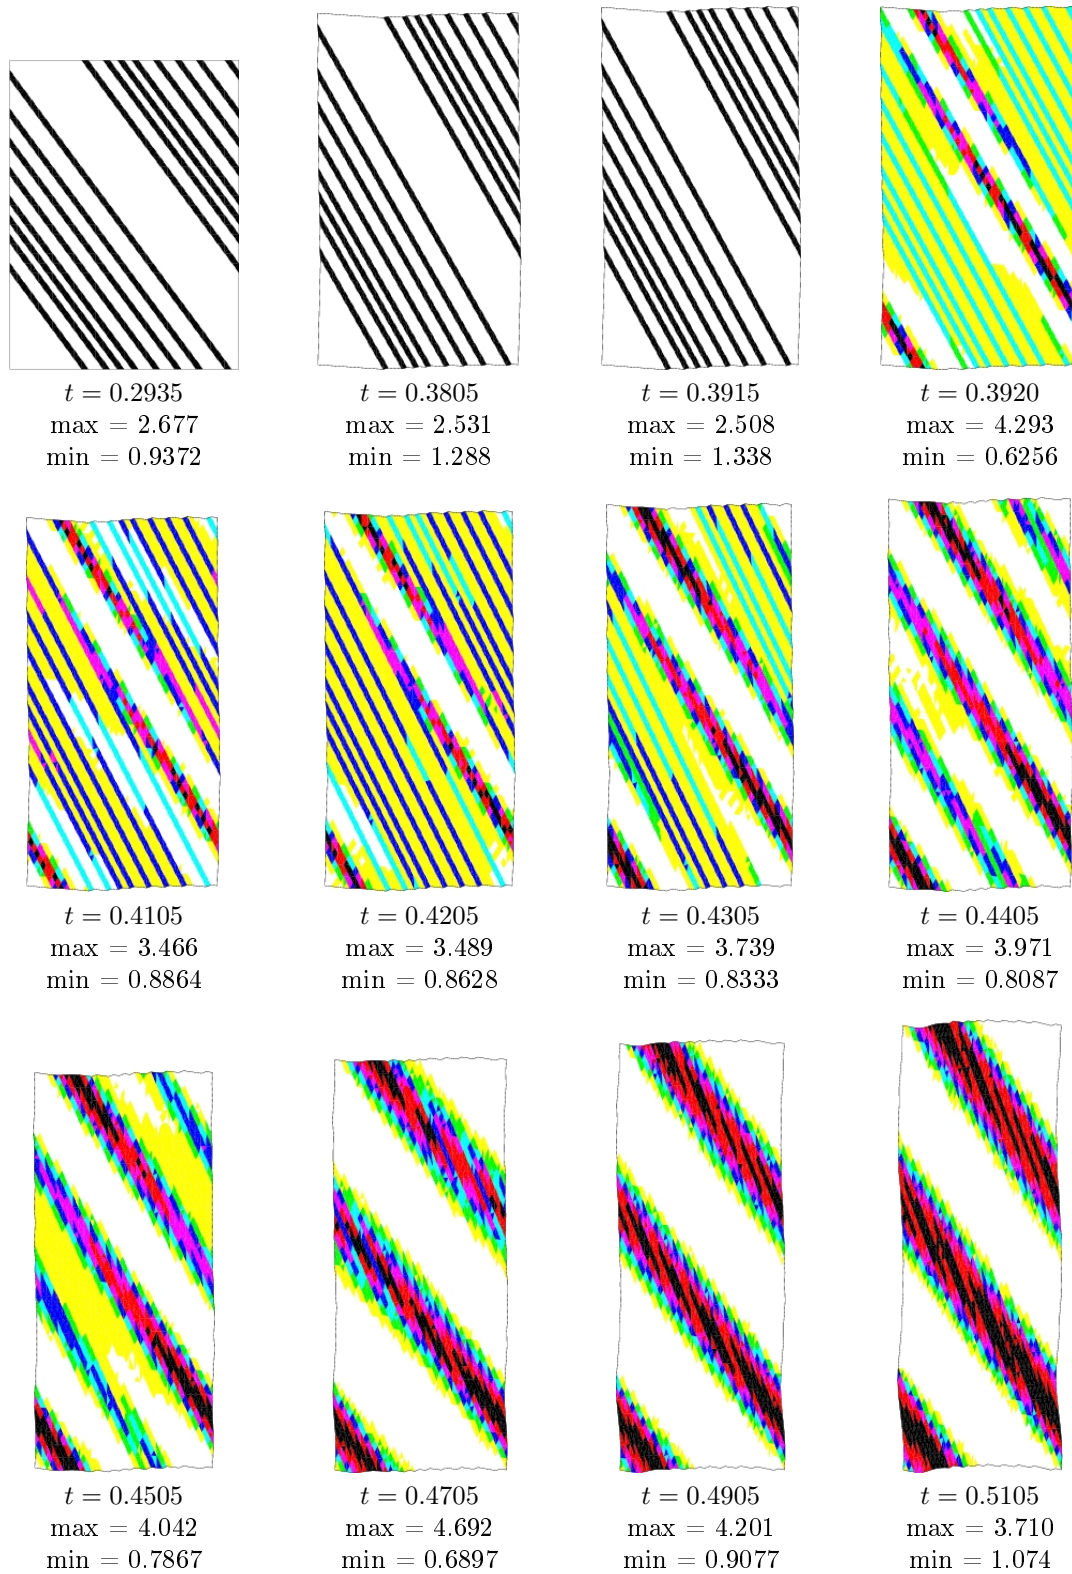 t = 0.2935
max = 2.677
min = 0.9372
t = 0.3805
max = 2.531
min = 1.288
t = 0.3915
max = 2.508
min = 1.338
t = 0.3920
max = 4.293
min = 0.6256
t = 0.4105
max = 3.466
min = 0.8864
t = 0.4205
max = 3.489
min = 0.8628
t = 0.4305
max = 3.739
min = 0.8333
t = 0.4405
max = 3.971
min = 0.8087
t = 0.4505
max = 4.042
min = 0.7867
t = 0.4705
max = 4.692
min = 0.6897
t = 0.4905
max = 4.201
min = 0.9077
t = 0.5105
max = 3.710
min = 1.074